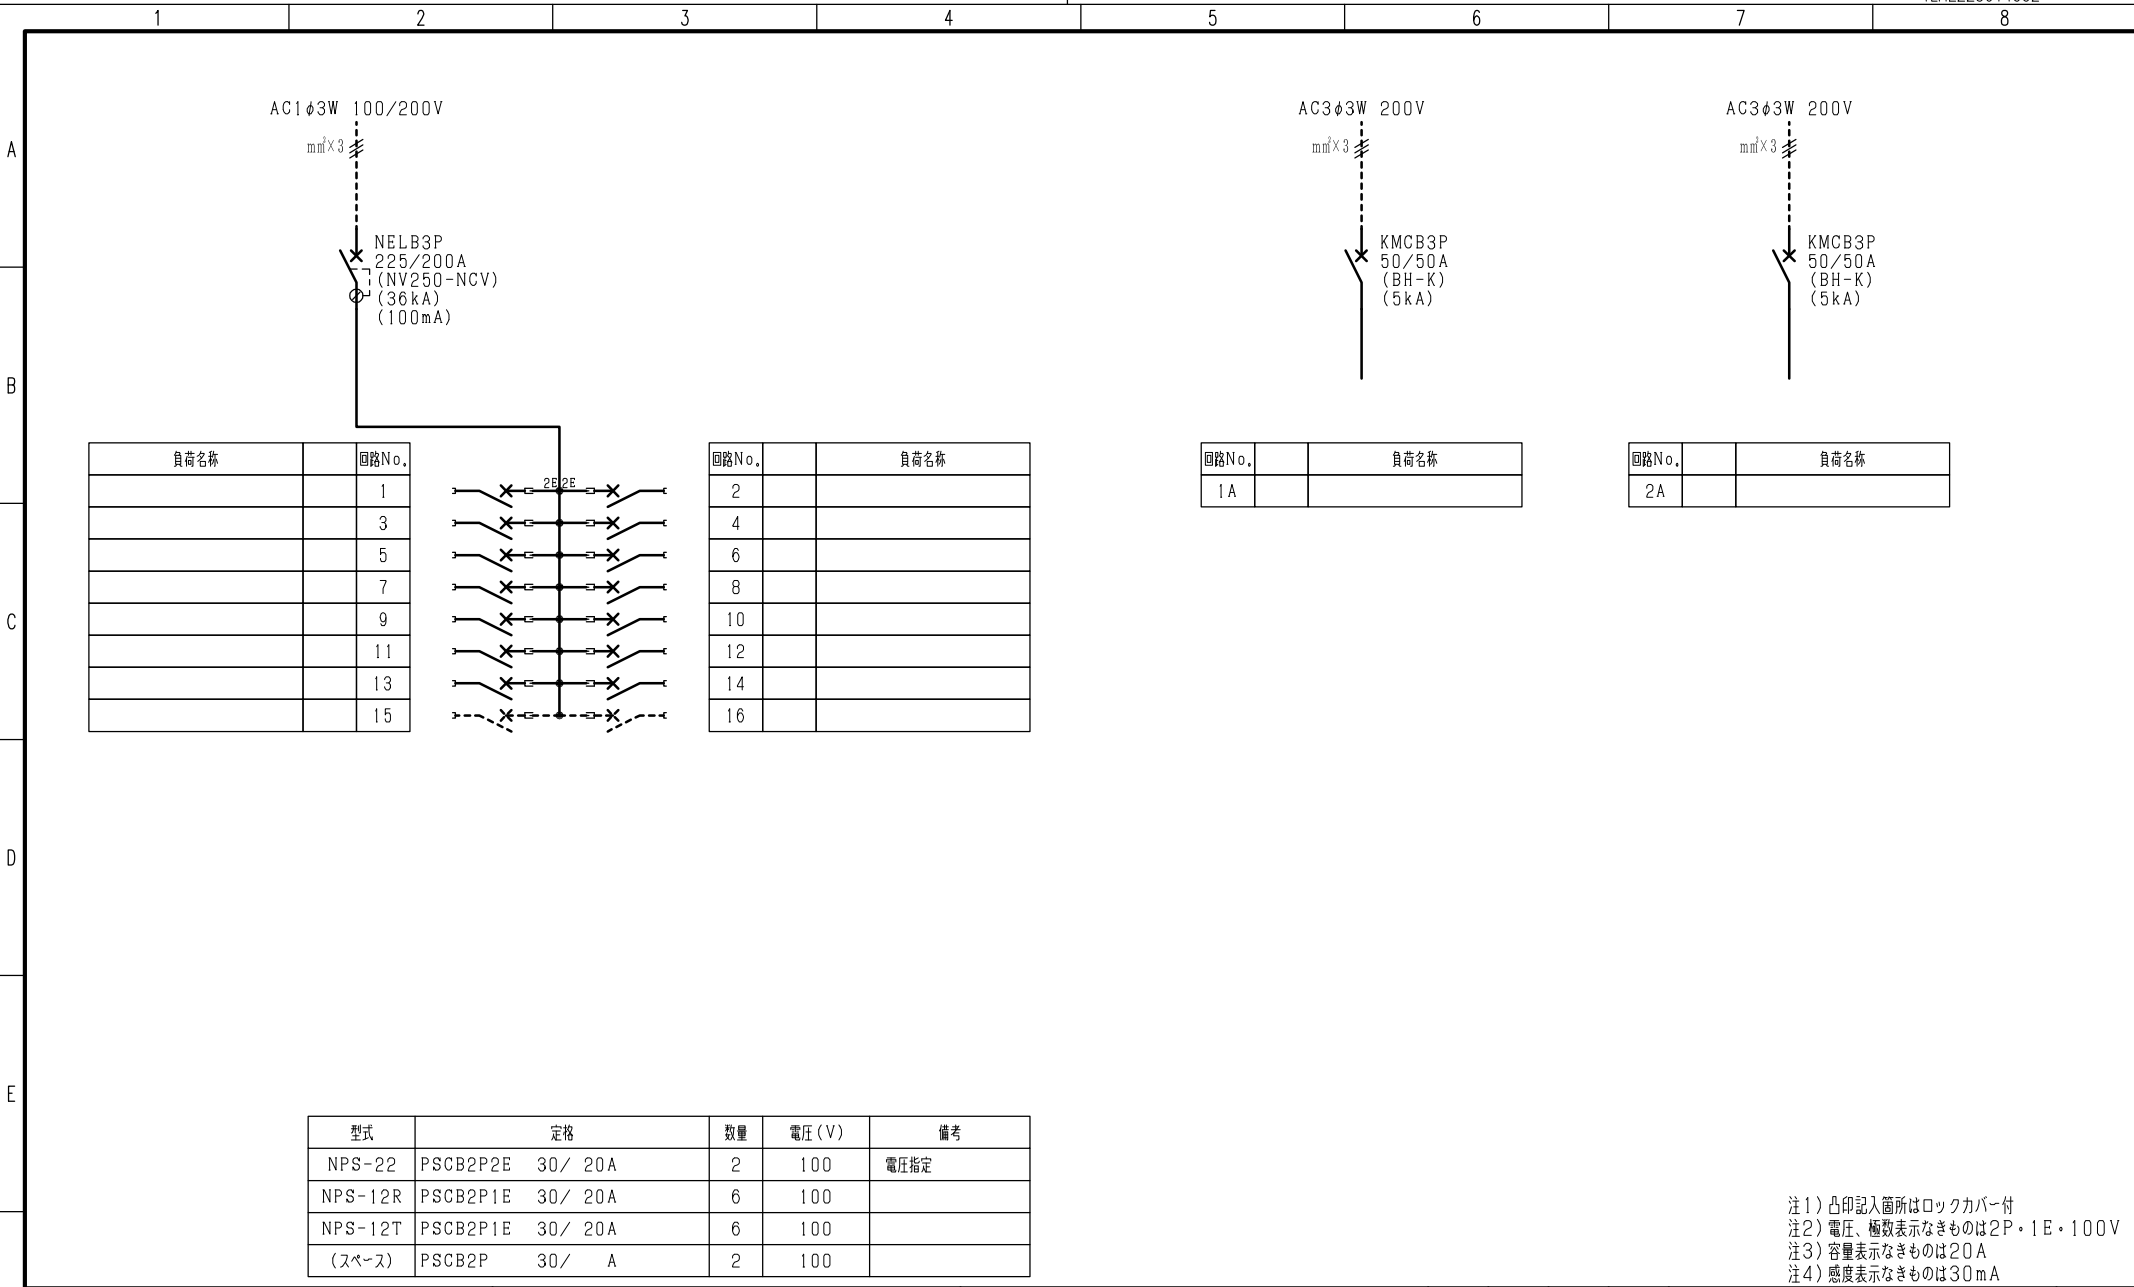 1 2 3 4 5 6 7 8
A
B
C
D
E
AC1φ3W 100/200V
mm²×3
NELB3P
225/200A
(NV250-NCV)
(36kA)
(100mA)
AC3φ3W 200V
mm²×3
KMCB3P
50/50A
(BH-K)
(5kA)
AC3φ3W 200V
mm²×3
KMCB3P
50/50A
(BH-K)
(5kA)
負荷名称 回路No.
1
3
5
7
9
11
13
15
2E 2E
回路No. 負荷名称
2
4
6
8
10
12
14
16
回路No. 負荷名称
1A
回路No. 負荷名称
2A
型式 定格 数量 電圧(V) 備考
NPS-22 PSCB2P2E 30/ 20A 2 100 電圧指定
NPS-12R PSCB2P1E 30/ 20A 6 100
NPS-12T PSCB2P1E 30/ 20A 6 100
(スペース) PSCB2P 30/ A 2 100
注1)凸印記入箇所はロックカバー付
注2)電圧、極数表示なきものは2P・1E・100V
注3)容量表示なきものは20A
注4)感度表示なきものは30mA